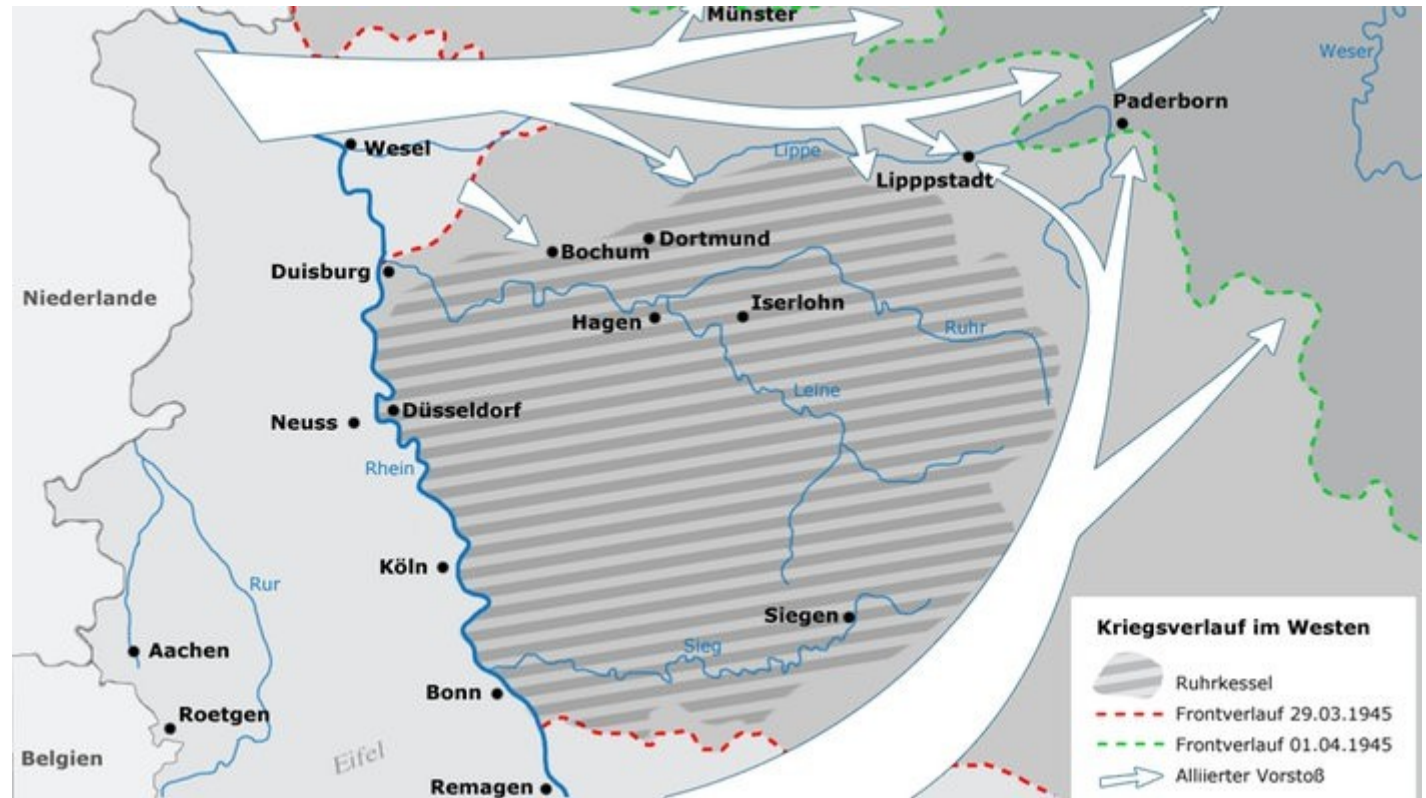 Münster
Weser
Paderborn
Wesel
Lippe
Lipppstadt
Dortmund
Bochum
Duisburg
Niederlande
Iserlohn
Hagen
Ruhr
Leine
Düsseldorf
Neuss
Rhein
Köln
Rur
Siegen
Kriegsverlauf im Westen
Aachen
Sieg
Ruhrkessel
Bonn
Roetgen
Frontverlauf 29.03.1945
Frontverlauf 01.04.1945
Belgien
Eifel
Alliierter Vorstoß
Remagen